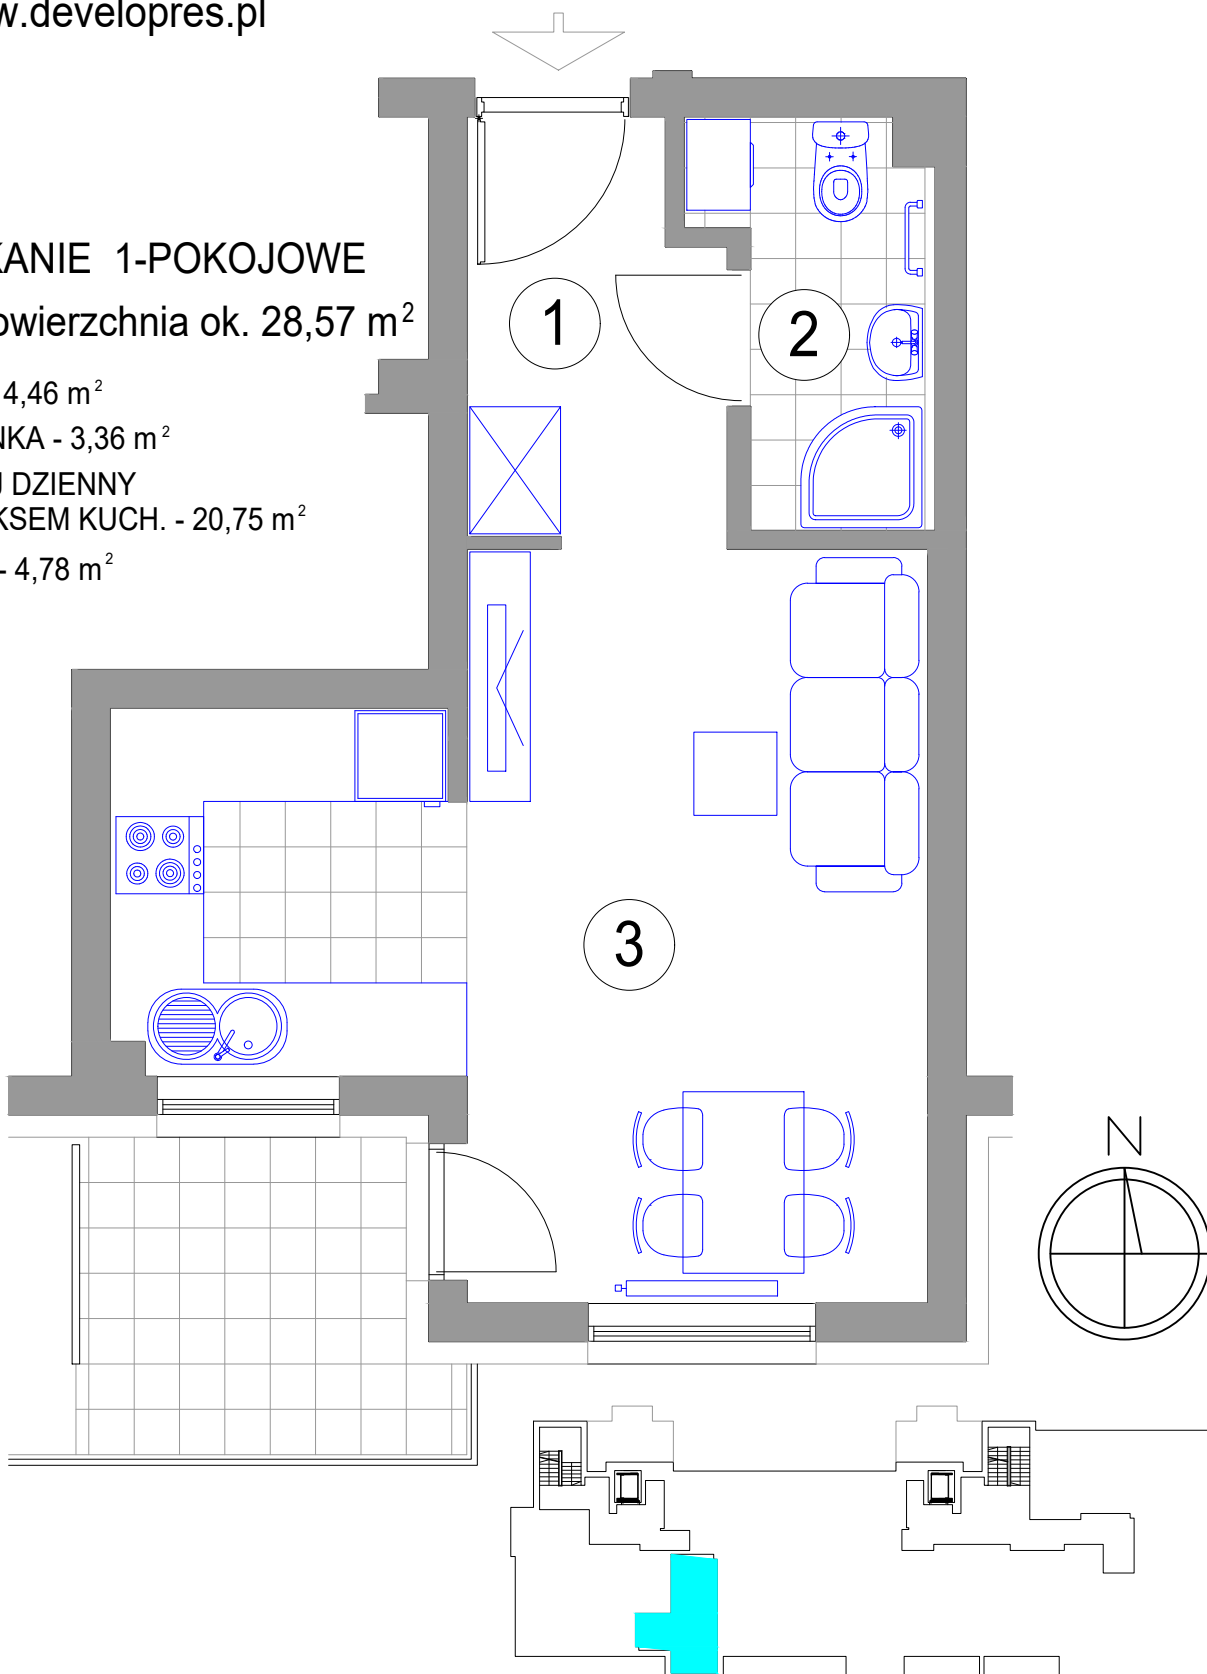 w.developres.pl
KANIE 1-POKOJOWE
owierzchnia ok. 28,57 m²
4,46 m²
NKA - 3,36 m²
J DZIENNY
KSEM KUCH. - 20,75 m²
- 4,78 m²
1
2
3
N